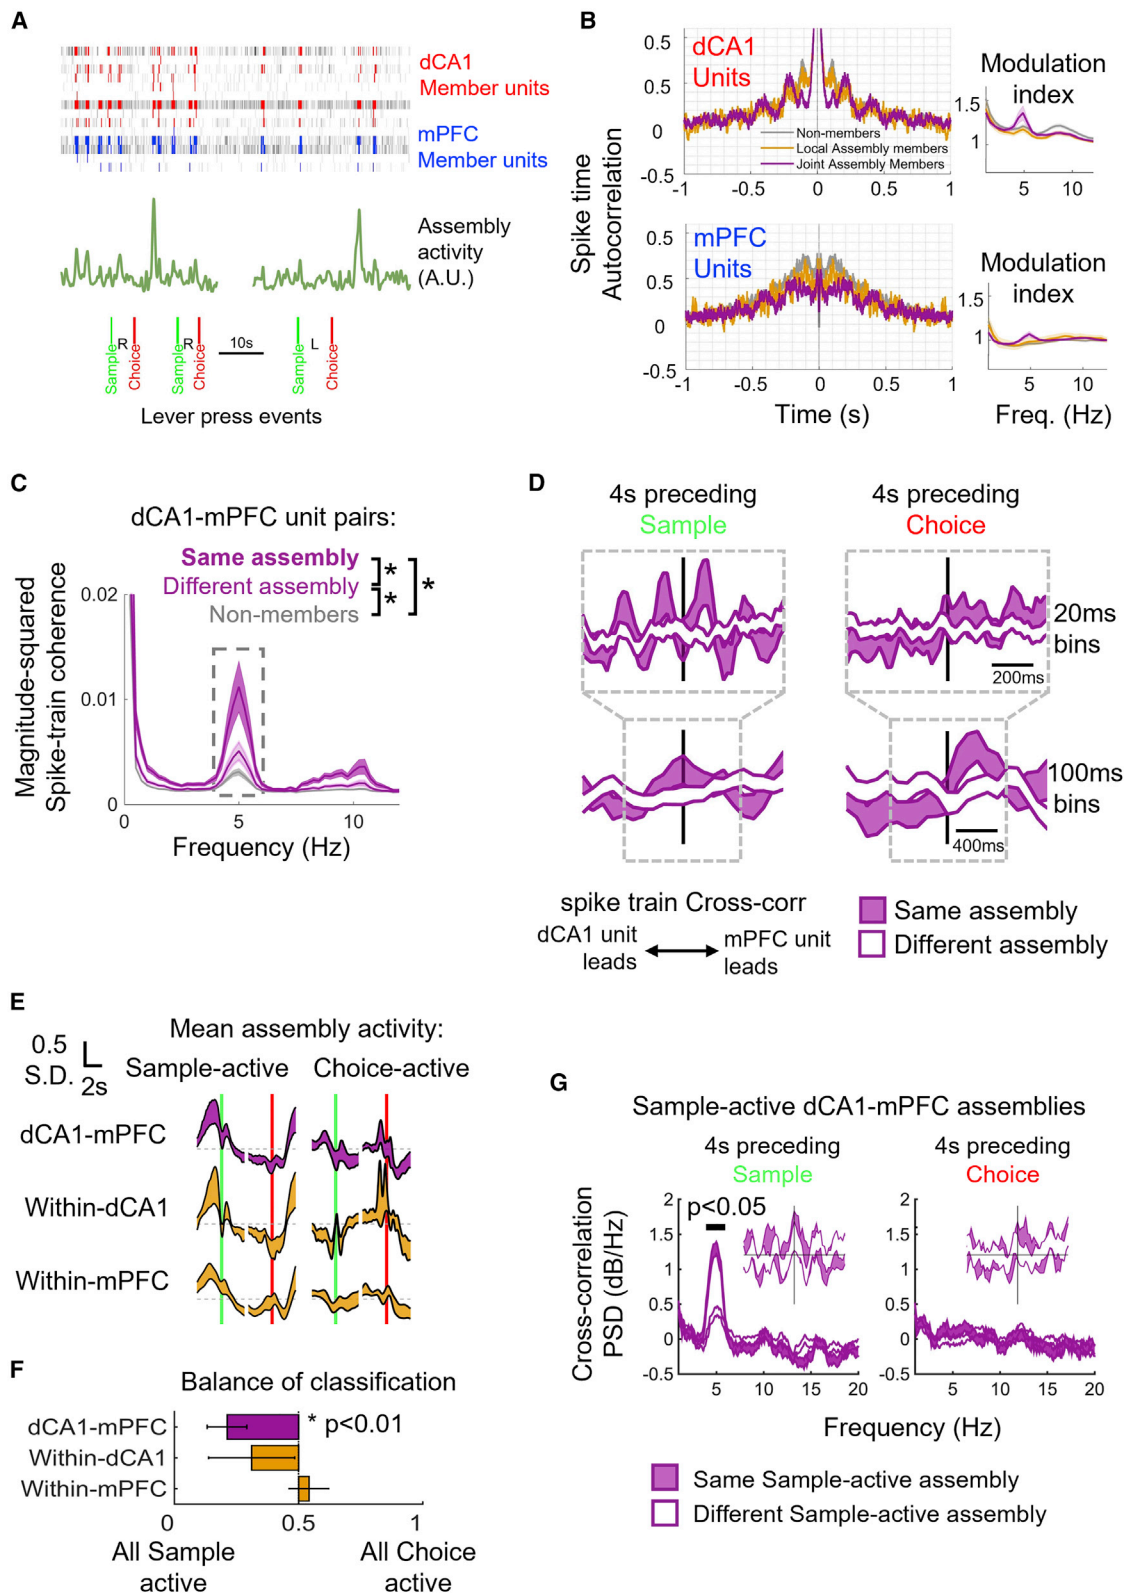 A
dCA1
Member units
mPFC
Member units
Assembly
activity
(A.U.)
Sample
R
Choice
Sample
R
Choice
10s
Sample
L
Choice
Lever press events
B
Spike time
Autocorrelation
0.5
0
-0.5
dCA1
Units
Non-members
Local Assembly members
Joint Assembly Members
-1 -0.5 0 0.5 1
Modulation
index
1.5
1
5 10
0.5
0
-0.5
mPFC
Units
-1 -0.5 0 0.5 1
Time (s)
Modulation
index
1.5
1
5 10
Freq. (Hz)
C
dCA1-mPFC unit pairs:
Same assembly
Different assembly
Non-members
*
*
*
Magnitude-squared
Spike-train coherence
0.02
0.01
0
0 5 10
Frequency (Hz)
D
4s preceding
Sample
4s preceding
Choice
20ms
bins
200ms
100ms
bins
400ms
spike train Cross-corr
dCA1 unit
leads
mPFC unit
leads
Same assembly
Different assembly
E
Mean assembly activity:
0.5
S.D.
2s
Sample-active
Choice-active
dCA1-mPFC
Within-dCA1
Within-mPFC
F
Balance of classification
dCA1-mPFC
Within-dCA1
Within-mPFC
* p<0.01
0 0.5 1
All Sample
active
All Choice
active
G
Sample-active dCA1-mPFC assemblies
4s preceding
Sample
4s preceding
Choice
Cross-correlation
PSD (dB/Hz)
2
1.5
1
0.5
0
-0.5
p<0.05
5 10 15 20
2
1.5
1
0.5
0
-0.5
5 10 15 20
Frequency (Hz)
Same Sample-active assembly
Different Sample-active assembly